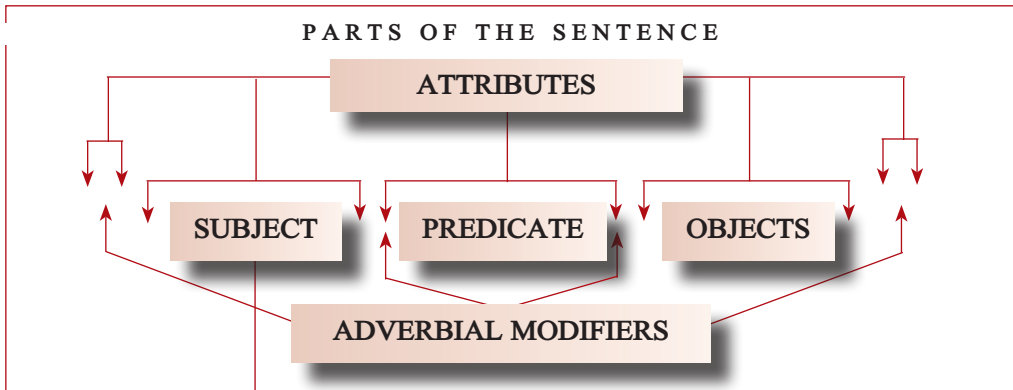 PARTS OF THE SENTENCE
ATTRIBUTES
SUBJECT PREDICATE OBJECTS
ADVERBIAL MODIFIERS